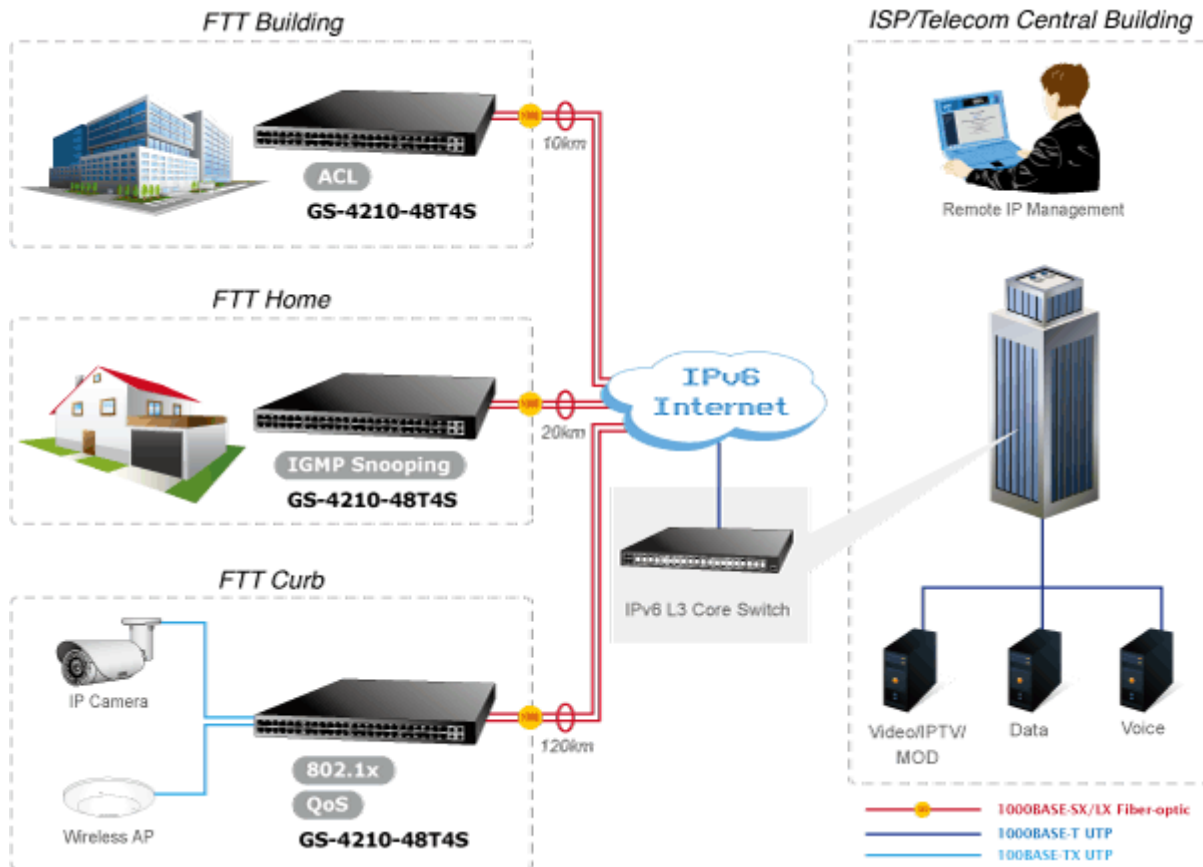 FTT Building
ACL
GS-4210-48T4S
10km
FTT Home
IGMP Snooping
GS-4210-48T4S
20km
FTT Curb
IP Camera
Wireless AP
802.1x
QoS
GS-4210-48T4S
120km
IPv6
Internet
IPv6 L3 Core Switch
ISP/Telecom Central Building
Remote IP Management
Video/IPTV/
MOD
Data
Voice
1000BASE-SX/LX Fiber-optic
1000BASE-T UTP
100BASE-TX UTP